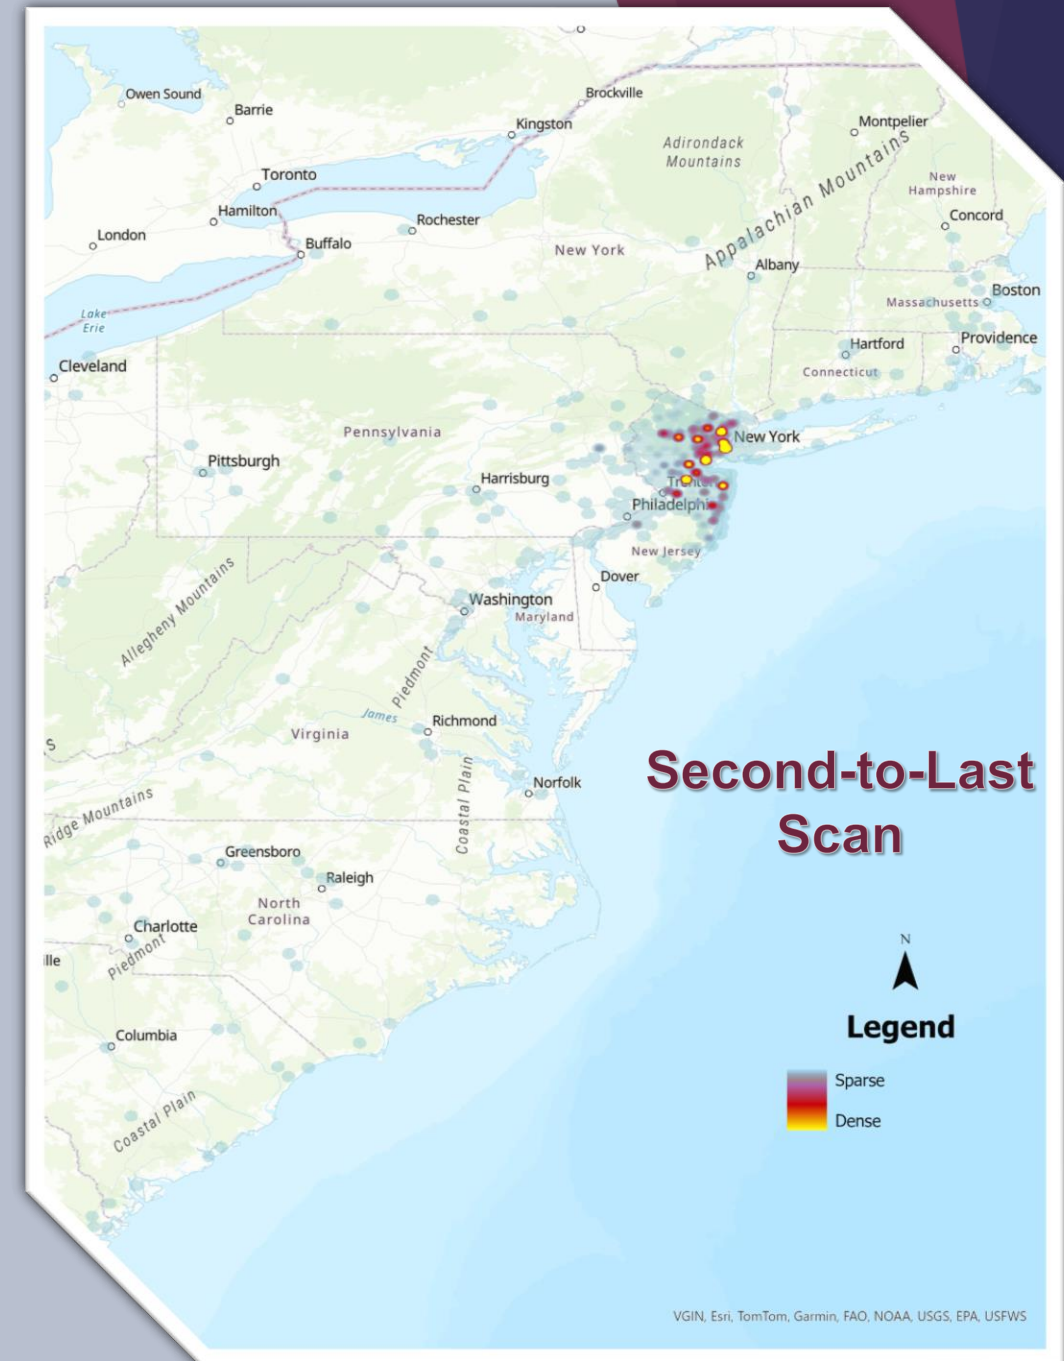 Owen Sound
Barrie
Brockville
Kingston
Montpelier
Adirondack
Mountains
Appalachian Mountains
Toronto
New
Hampshire
Hamilton
Rochester
Concord
London
Buffalo
New York
Albany
Boston
Massachusetts
Lake
Erie
Providence
Hartford
Cleveland
Connecticut
Pennsylvania
New York
Pittsburgh
Harrisburg
Philadelphi
New Jersey
Dover
Washington
Maryland
Allegheny Mountains
Piedmont
James
Richmond
Virginia
S
Norfolk
Coastal Plain
Ridge Mountains
Greensboro
Raleigh
North
Carolina
Charlotte
Piedmont
ille
Columbia
Coastal Plain
Second-to-Last
Scan
N
Legend
Sparse
Dense
VGIN, Esri, TomTom, Garmin, FAO, NOAA, USGS, EPA, USFWS